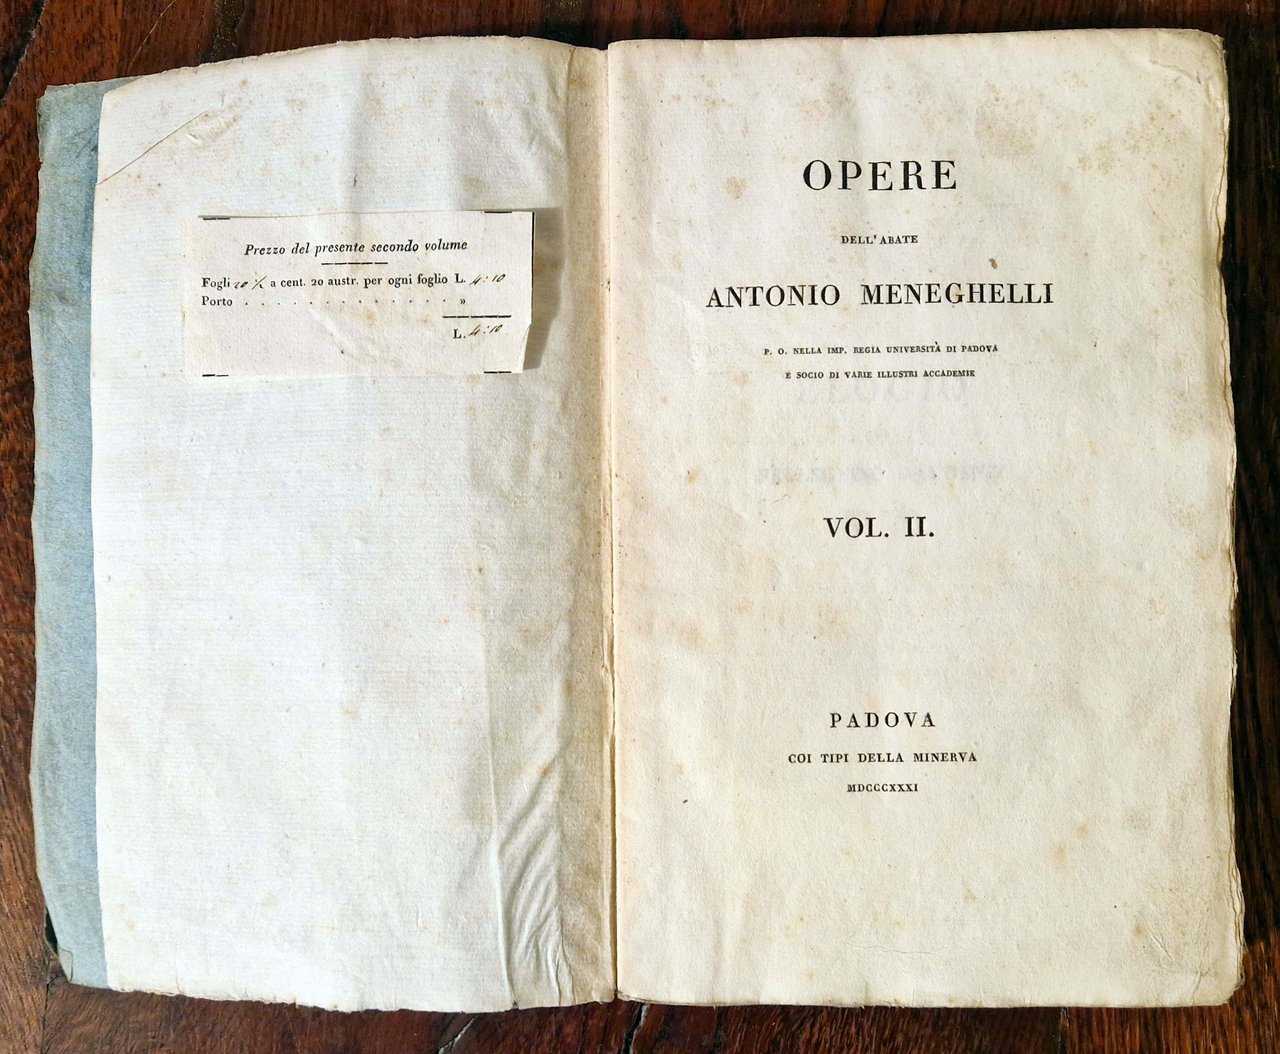 Prezzo del presente secondo volume
Fogli 20 ½ a cent. 20 austr. per ogni foglio L. 4:10
Porto . . . . . . . . . . . . . »
L. 4:10
OPERE
DELL'ABATE
ANTONIO MENEGHELLI
P. O. NELLA IMP. REGIA UNIVERSITÀ DI PADOVA
E SOCIO DI VARIE ILLUSTRI ACCADEMIE
VOL. II.
PADOVA
COI TIPI DELLA MINERVA
MDCCCXXXI